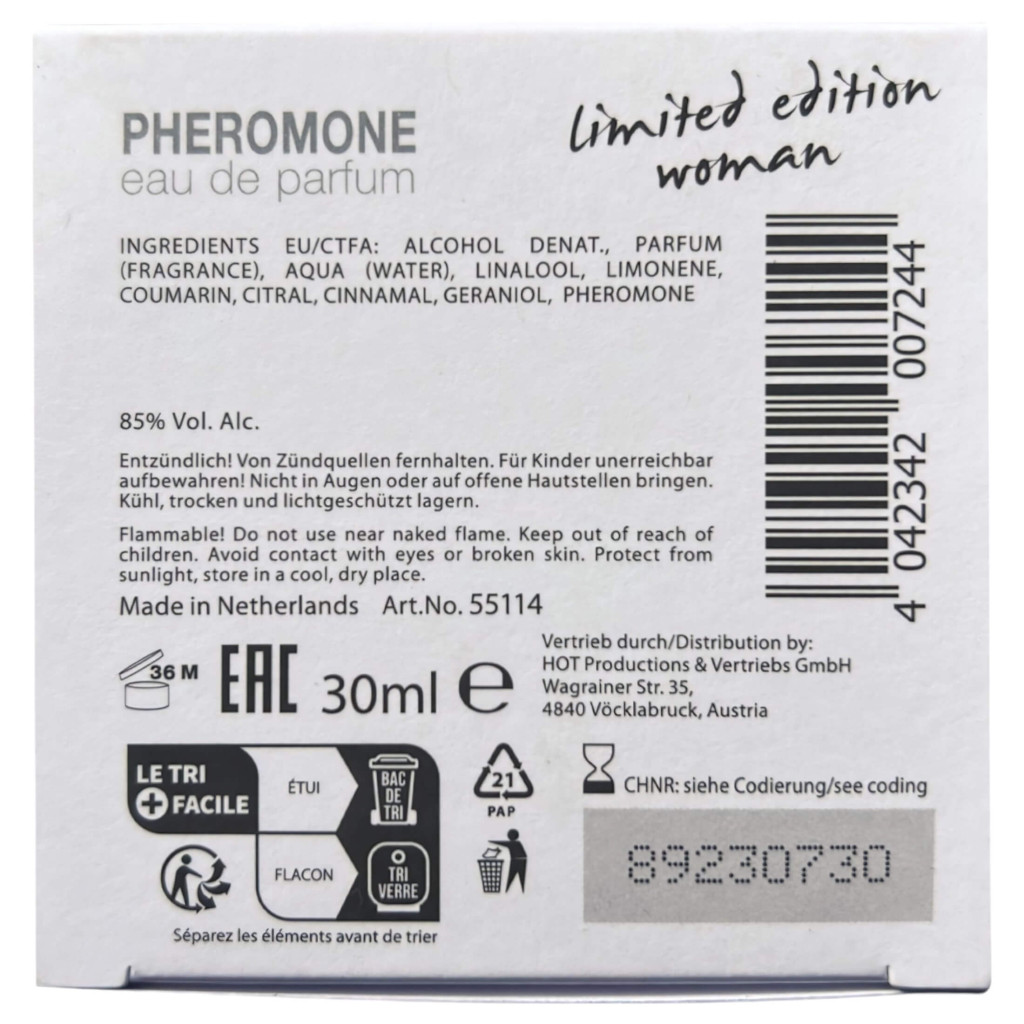 PHEROMONE
eau de parfum
limited edition
woman
INGREDIENTS EU/CTFA: ALCOHOL DENAT., PARFUM
(FRAGRANCE), AQUA (WATER), LINALOOL, LIMONENE,
COUMARIN, CITRAL, CINNAMAL, GERANIOL, PHEROMONE
4 042342 007244
85% Vol. Alc.
Entzündlich! Von Zündquellen fernhalten. Für Kinder unerreichbar
aufbewahren! Nicht in Augen oder auf offene Hautstellen bringen.
Kühl, trocken und lichtgeschützt lagern.
Flammable! Do not use near naked flame. Keep out of reach of
children. Avoid contact with eyes or broken skin. Protect from
sunlight, store in a cool, dry place.
Made in Netherlands Art.No. 55114
36 M
EAC
30ml e
Vertrieb durch/Distribution by:
HOT Productions & Vertriebs GmbH
Wagrainer Str. 35,
4840 Vöcklabruck, Austria
LE TRI
+ FACILE
ÉTUI
BAC
DE
TRI
FLACON
TRI
VERRE
Séparez les éléments avant de trier
21
PAP
CHNR: siehe Codierung/see coding
89230730